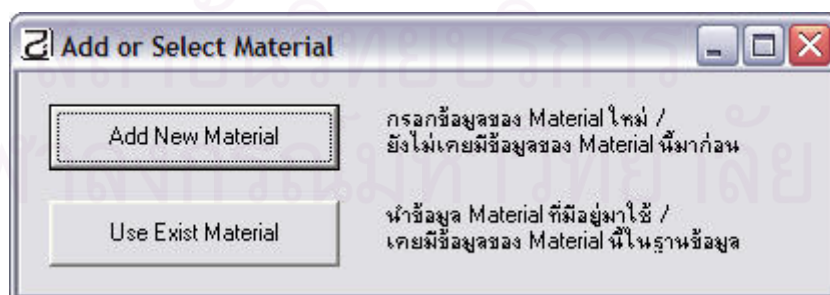 Add or Select Material
Add New Material
กรอกข้อมูลของ Material ใหม่ /
ยังไม่เคยมีข้อมูลของ Material นี้มาก่อน
Use Exist Material
นำข้อมูล Material ที่มีอยู่มาใช้ /
เคยมีข้อมูลของ Material นี้ในฐานข้อมูล